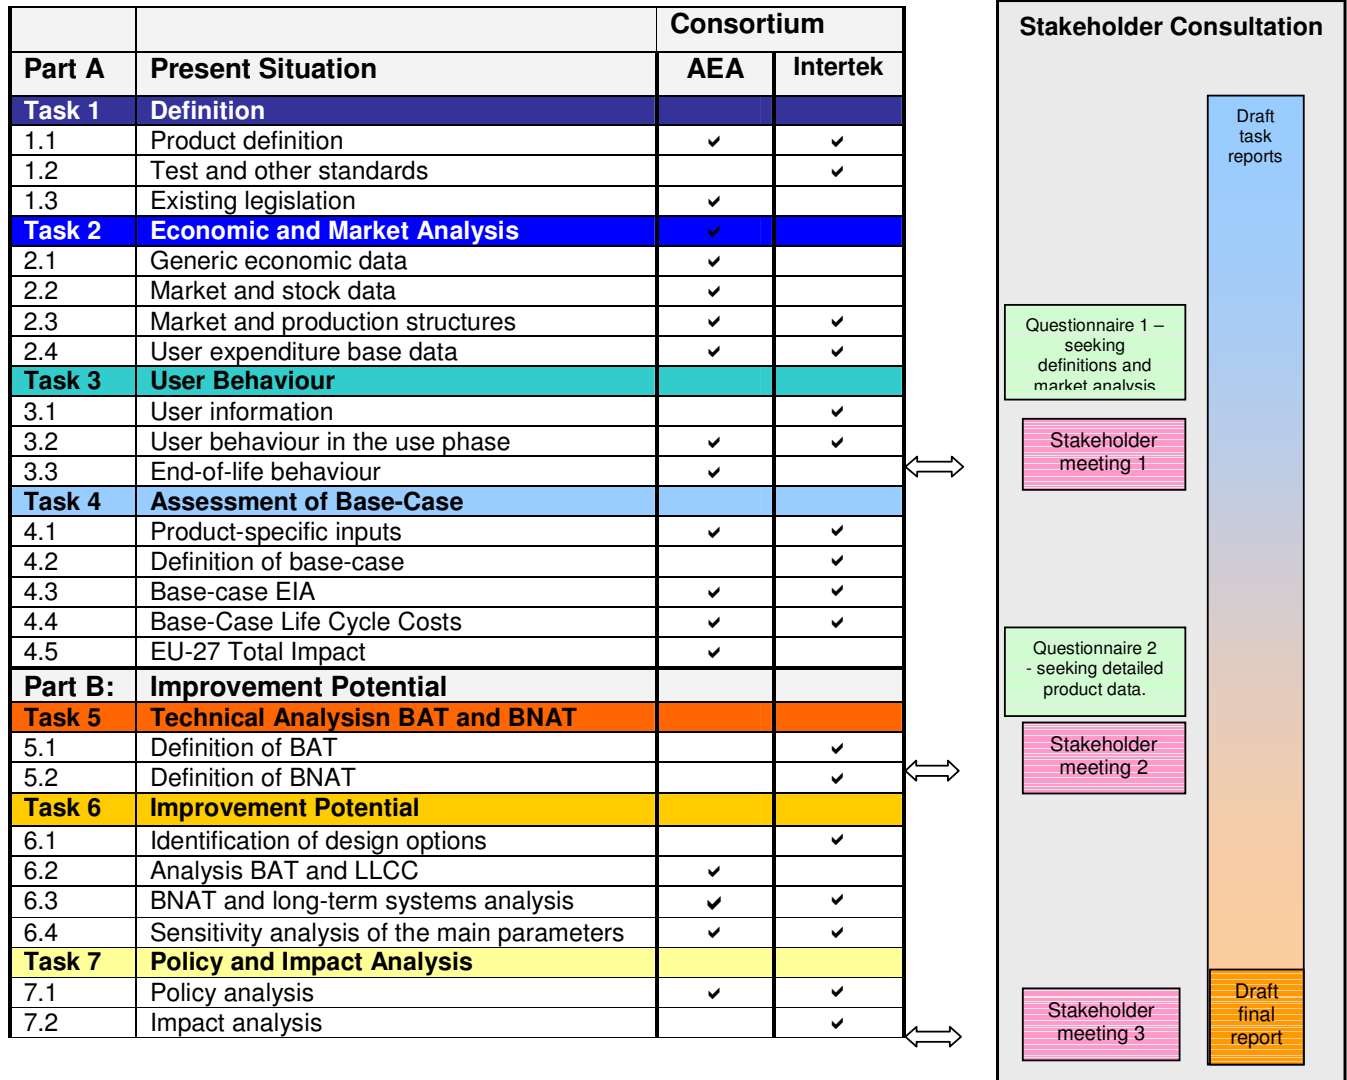 Consortium
Part A Present Situation AEA Intertek
Task 1 Definition
1.1 Product definition ✓ ✓
1.2 Test and other standards ✓
1.3 Existing legislation ✓
Task 2 Economic and Market Analysis ✓
2.1 Generic economic data ✓
2.2 Market and stock data ✓
2.3 Market and production structures ✓ ✓
2.4 User expenditure base data ✓ ✓
Task 3 User Behaviour
3.1 User information ✓
3.2 User behaviour in the use phase ✓ ✓
3.3 End-of-life behaviour ✓
Task 4 Assessment of Base-Case
4.1 Product-specific inputs ✓ ✓
4.2 Definition of base-case ✓
4.3 Base-case EIA ✓ ✓
4.4 Base-Case Life Cycle Costs ✓ ✓
4.5 EU-27 Total Impact ✓
Part B: Improvement Potential
Task 5 Technical Analysisn BAT and BNAT
5.1 Definition of BAT ✓
5.2 Definition of BNAT ✓
Task 6 Improvement Potential
6.1 Identification of design options ✓
6.2 Analysis BAT and LLCC ✓
6.3 BNAT and long-term systems analysis ✓ ✓
6.4 Sensitivity analysis of the main parameters ✓ ✓
Task 7 Policy and Impact Analysis
7.1 Policy analysis ✓ ✓
7.2 Impact analysis ✓
Stakeholder Consultation
Draft
task
reports
Questionnaire 1 –
seeking
definitions and
market analysis
Stakeholder
meeting 1
Questionnaire 2
- seeking detailed
product data.
Stakeholder
meeting 2
Stakeholder
meeting 3
Draft
final
report